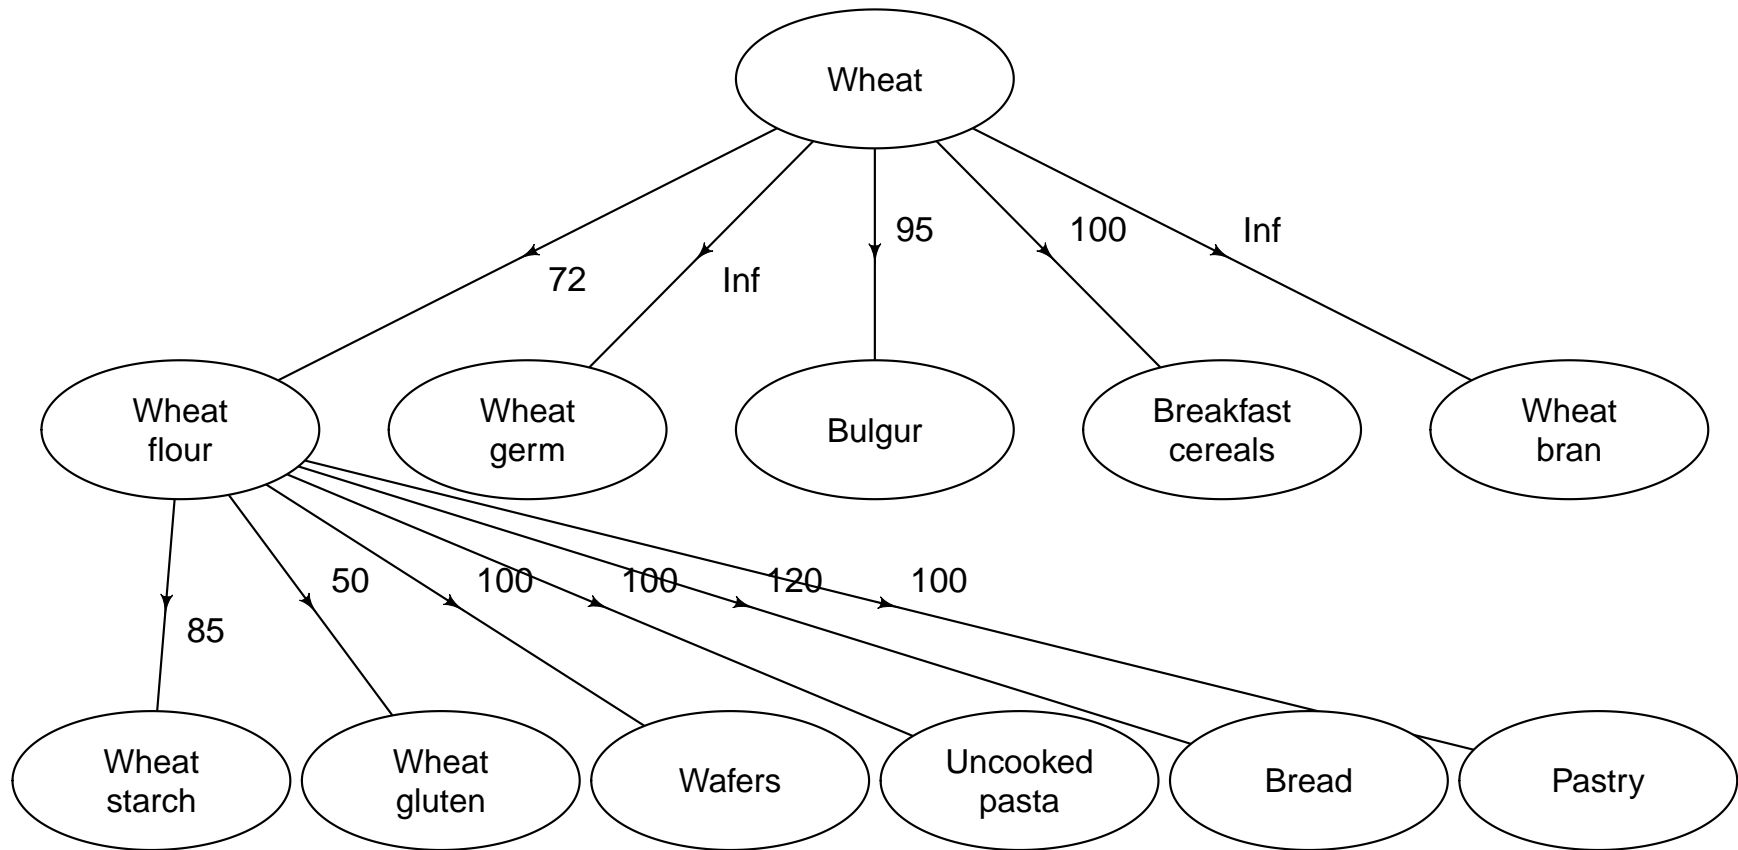 Wheat
95
100
Inf
72
Inf
Wheat
flour
Wheat
germ
Bulgur
Breakfast
cereals
Wheat
bran
50
100
100
120
100
85
Wheat
starch
Wheat
gluten
Wafers
Uncooked
pasta
Bread
Pastry